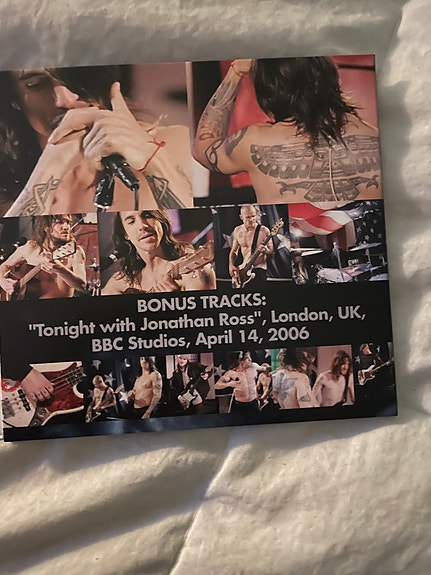 BONUS TRACKS:
"Tonight with Jonathan Ross", London, UK,
BBC Studios, April 14, 2006